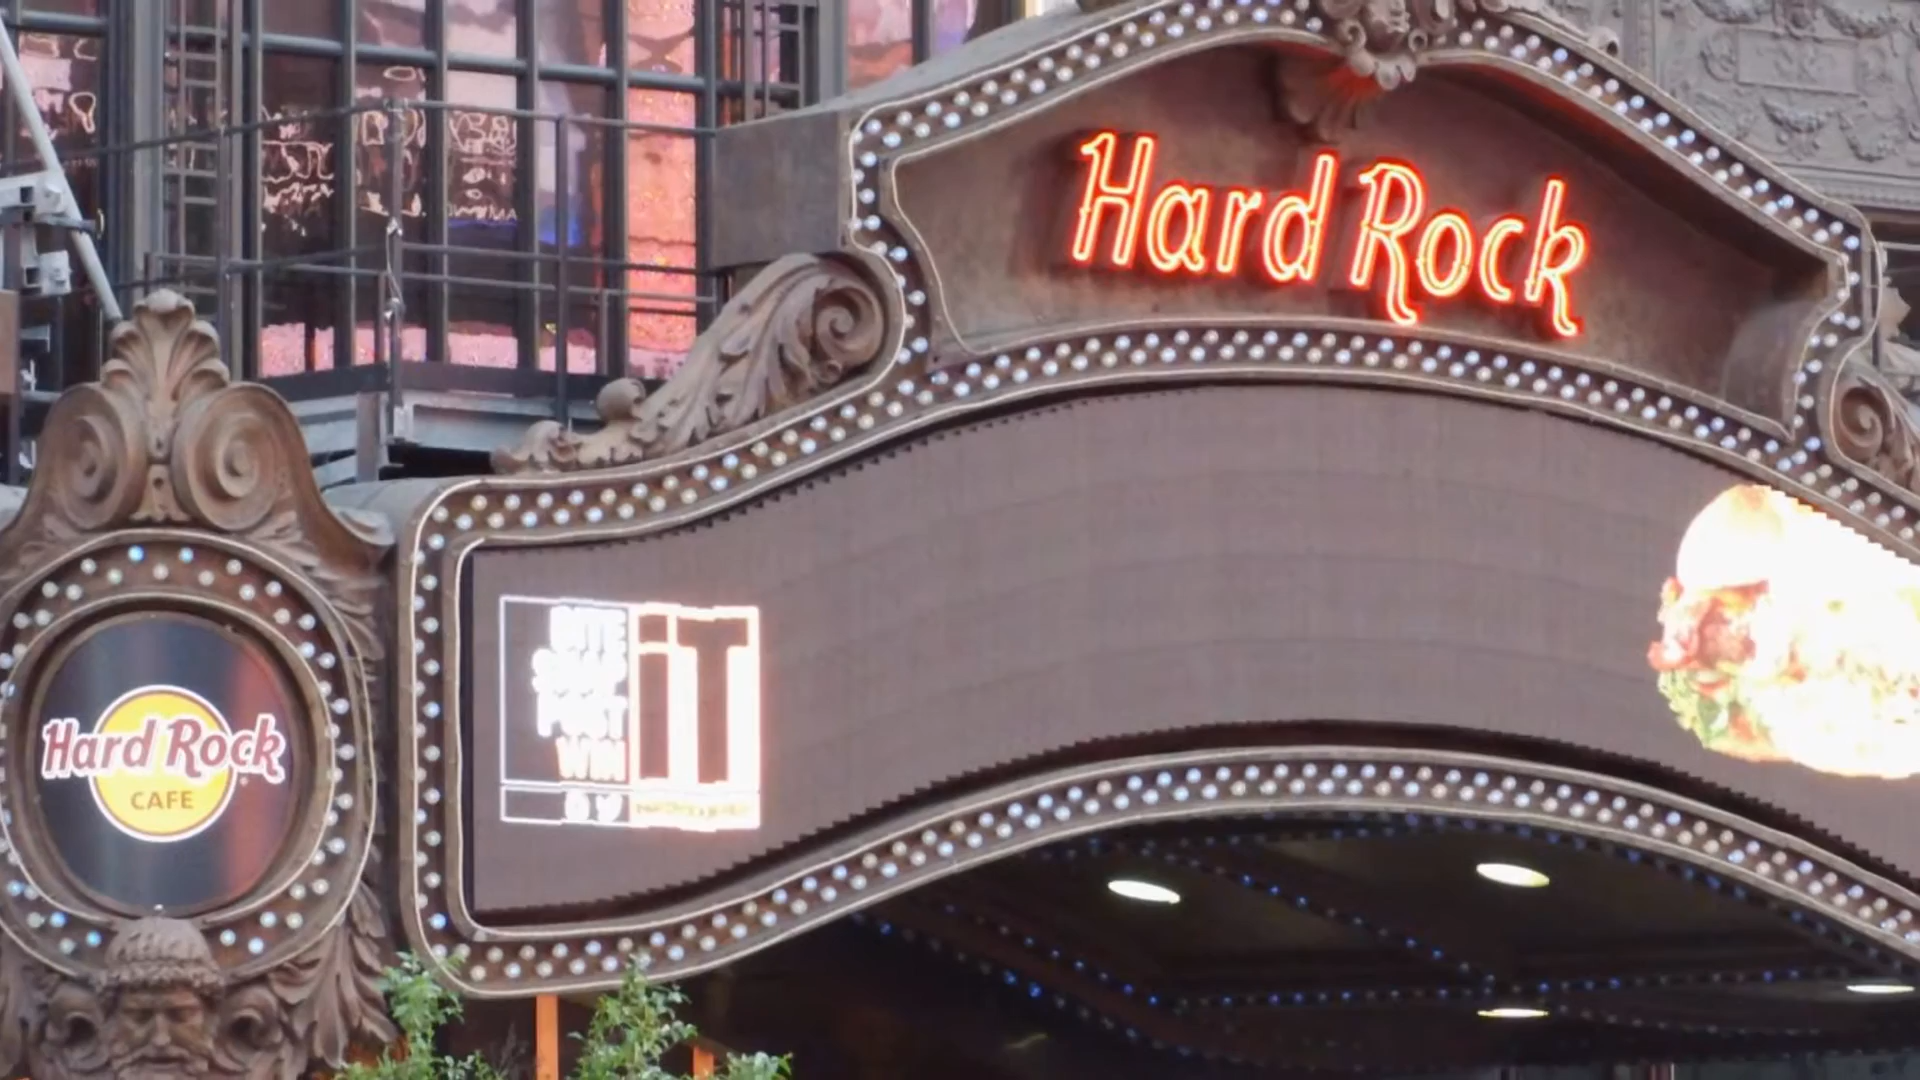 Hard Rock
BITE
SNAP
POST
WIN
iT
Hard Rock
CAFE